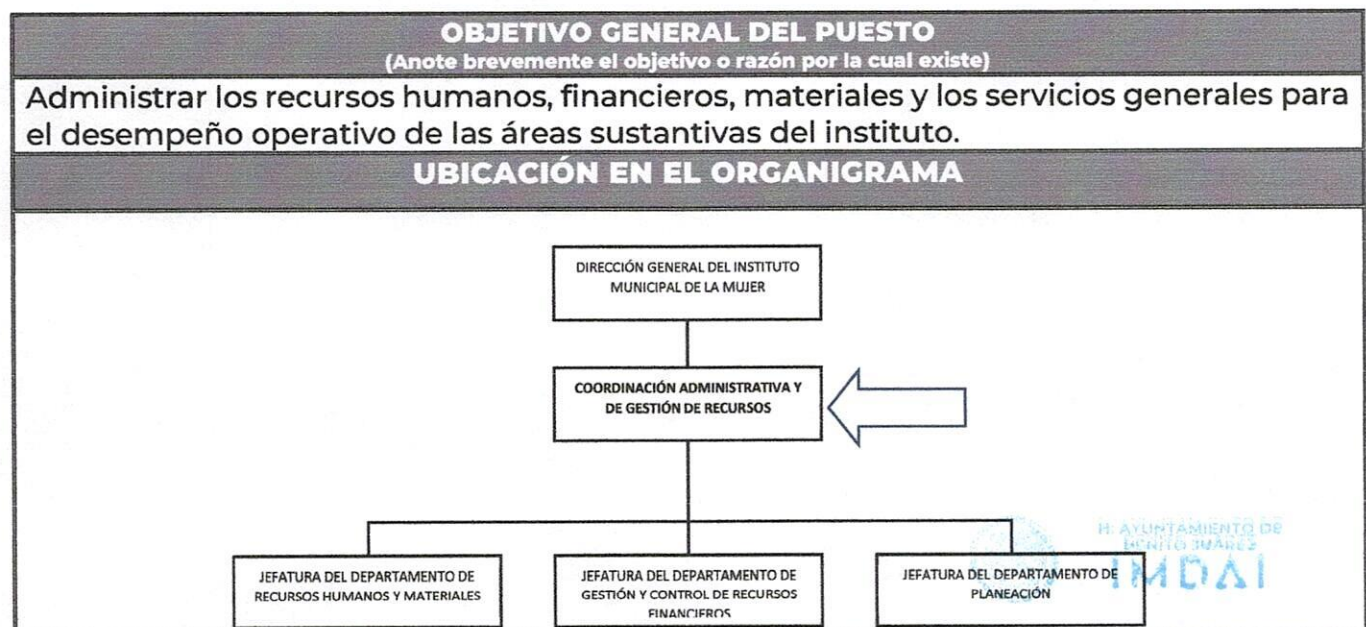 OBJETIVO GENERAL DEL PUESTO
(Anote brevemente el objetivo o razón por la cual existe)
Administrar los recursos humanos, financieros, materiales y los servicios generales para
el desempeño operativo de las áreas sustantivas del instituto.
UBICACIÓN EN EL ORGANIGRAMA
DIRECCIÓN GENERAL DEL INSTITUTO
MUNICIPAL DE LA MUJER
COORDINACIÓN ADMINISTRATIVA Y
DE GESTIÓN DE RECURSOS
JEFATURA DEL DEPARTAMENTO DE
RECURSOS HUMANOS Y MATERIALES
JEFATURA DEL DEPARTAMENTO DE
GESTIÓN Y CONTROL DE RECURSOS
FINANCIEROS
JEFATURA DEL DEPARTAMENTO DE
PLANEACIÓN
H. AYUNTAMIENTO DE
BENITO JUÁREZ
IMDAI